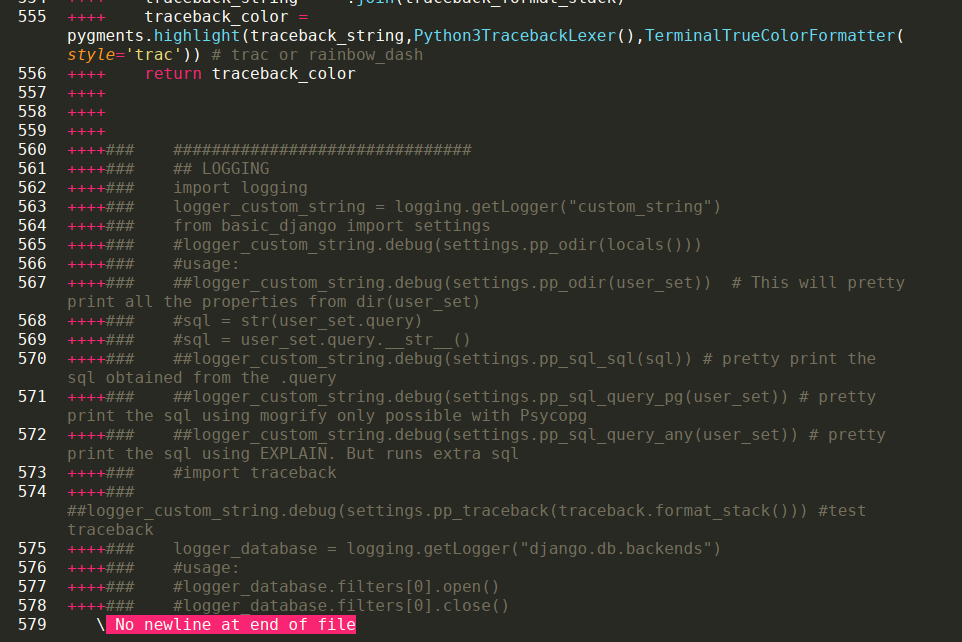 555 ++++    traceback_color =
pygments.highlight(traceback_string,Python3TracebackLexer(),TerminalTrueColorFormatter(
style='trac')) # trac or rainbow_dash
556 ++++    return traceback_color
557 ++++
558 ++++
559 ++++
560 ++++###    ###############################
561 ++++###    ## LOGGING
562 ++++###    import logging
563 ++++###    logger_custom_string = logging.getLogger("custom_string")
564 ++++###    from basic_django import settings
565 ++++###    #logger_custom_string.debug(settings.pp_odir(locals()))
566 ++++###    #usage:
567 ++++###    ##logger_custom_string.debug(settings.pp_odir(user_set))  # This will pretty
print all the properties from dir(user_set)
568 ++++###    #sql = str(user_set.query)
569 ++++###    #sql = user_set.query.__str__()
570 ++++###    ##logger_custom_string.debug(settings.pp_sql_sql(sql)) # pretty print the
sql obtained from the .query
571 ++++###    ##logger_custom_string.debug(settings.pp_sql_query_pg(user_set)) # pretty
print the sql using mogrify only possible with Psycopg
572 ++++###    ##logger_custom_string.debug(settings.pp_sql_query_any(user_set)) # pretty
print the sql using EXPLAIN. But runs extra sql
573 ++++###    #import traceback
574 ++++###
##logger_custom_string.debug(settings.pp_traceback(traceback.format_stack())) #test
traceback
575 ++++###    logger_database = logging.getLogger("django.db.backends")
576 ++++###    #usage:
577 ++++###    #logger_database.filters[0].open()
578 ++++###    #logger_database.filters[0].close()
579    \ No newline at end of file